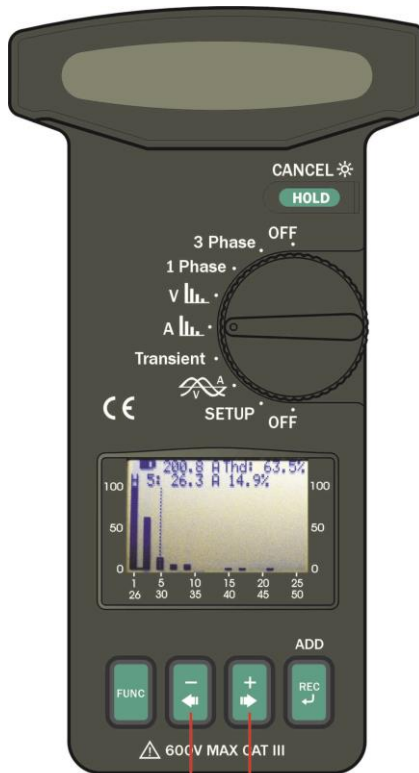 CANCEL
HOLD
OFF
3 Phase
1 Phase
V
A
Transient
A
V
CE
SETUP
OFF
200.8 A Thd: 63.5%
H 5: 26.3 A 14.9%
100 100
50 50
0 0
1 5 10 15 20 25
26 30 35 40 45 50
ADD
FUNC
− + REC
600V MAX CAT III